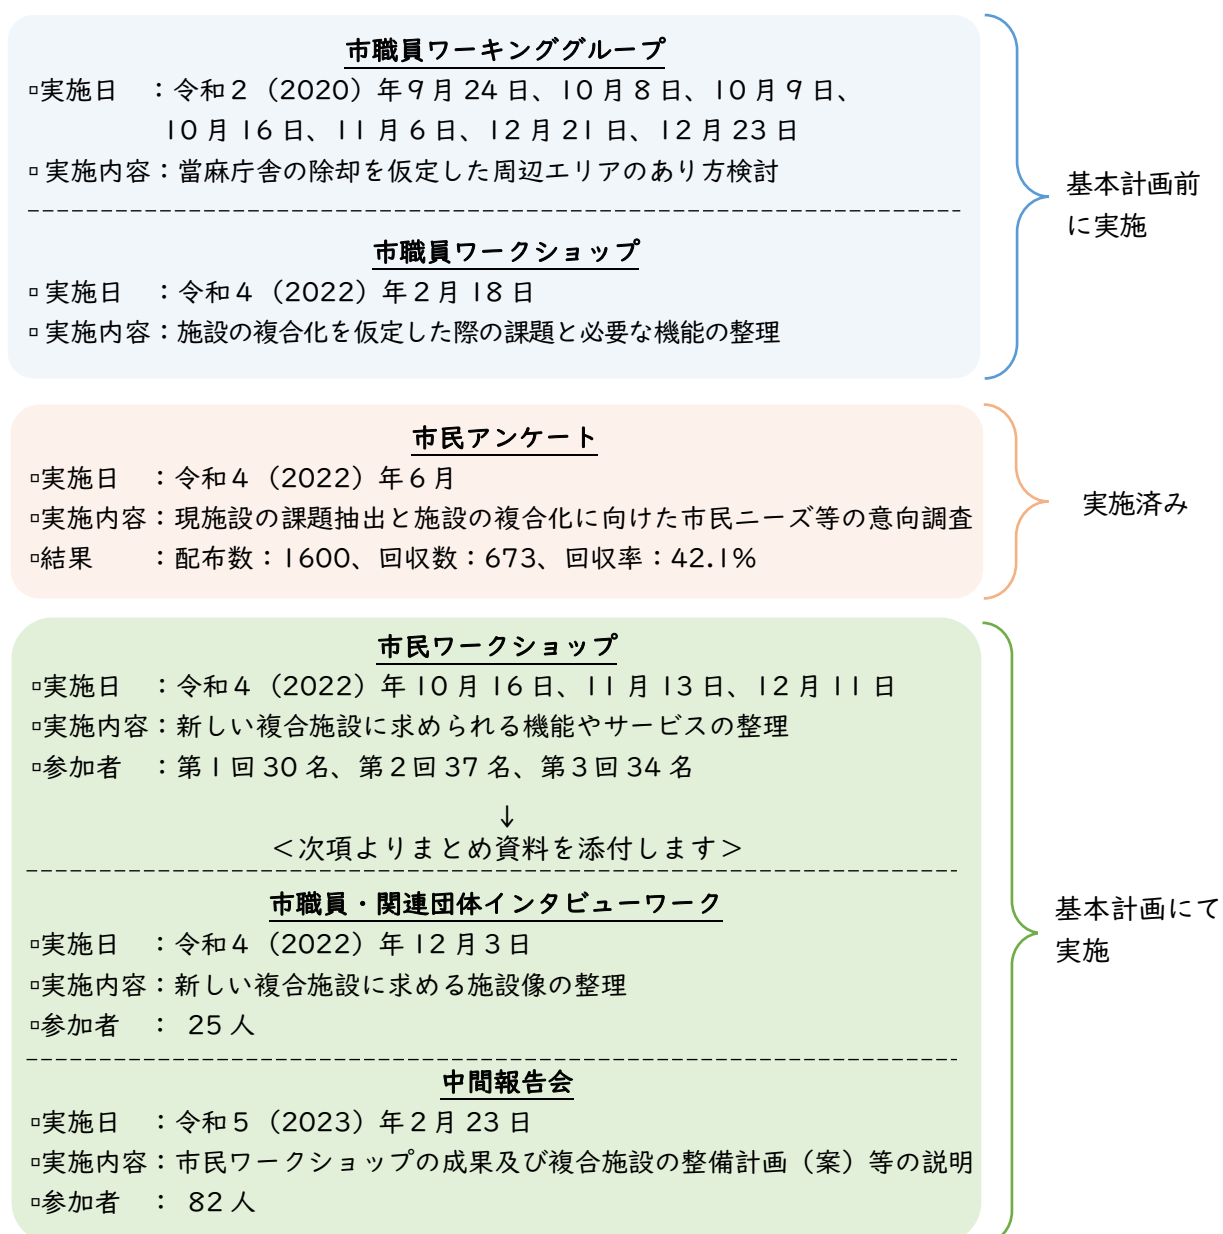 市職員ワーキンググループ
▫実施日　：令和２（2020）年９月 24 日、10 月 8 日、10 月 9 日、
10 月 16 日、11 月 6 日、12 月 21 日、12 月 23 日
▫ 実施内容：當麻庁舎の除却を仮定した周辺エリアのあり方検討
基本計画前
に実施
市職員ワークショップ
▫ 実施日　：令和４（2022）年２月 18 日
▫ 実施内容：施設の複合化を仮定した際の課題と必要な機能の整理
市民アンケート
▫実施日　：令和４（2022）年６月
▫実施内容：現施設の課題抽出と施設の複合化に向けた市民ニーズ等の意向調査
▫結果　　：配布数：1600、回収数：673、回収率：42.1%
実施済み
市民ワークショップ
▫実施日　：令和４（2022）年 10 月 16 日、11 月 13 日、12 月 11 日
▫実施内容：新しい複合施設に求められる機能やサービスの整理
▫参加者　：第１回 30 名、第２回 37 名、第３回 34 名
↓
＜次項よりまとめ資料を添付します＞
市職員・関連団体インタビューワーク
▫実施日　：令和４（2022）年 12 月３日
▫実施内容：新しい複合施設に求める施設像の整理
▫参加者　： 25 人
基本計画にて
実施
中間報告会
▫実施日　：令和５（2023）年２月 23 日
▫実施内容：市民ワークショップの成果及び複合施設の整備計画（案）等の説明
▫参加者　： 82 人